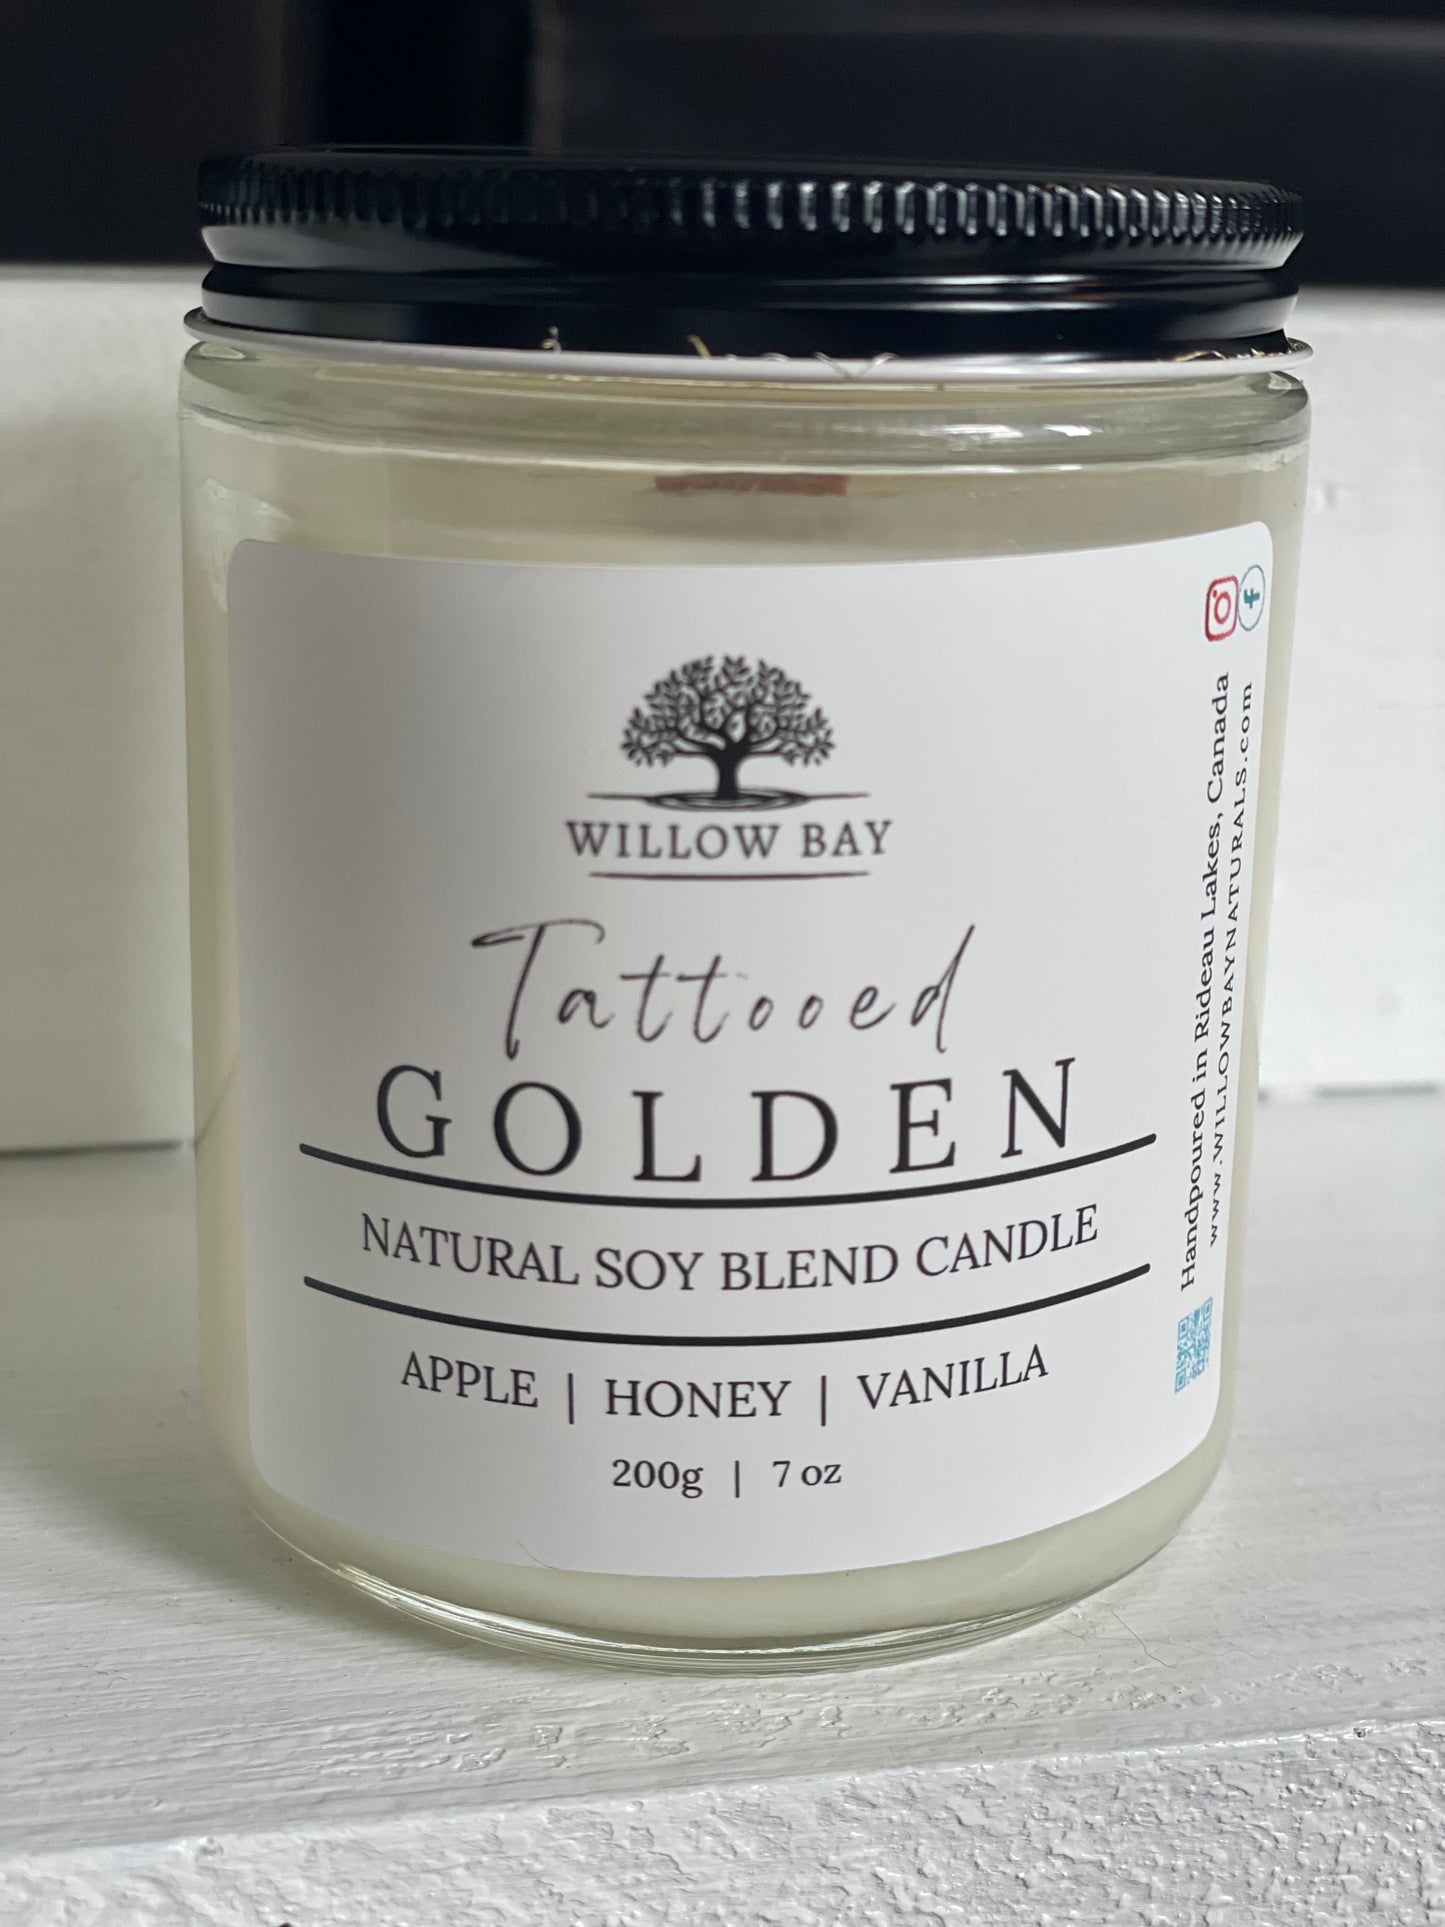 WILLOW BAY
Tattooed
GOLDEN
NATURAL SOY BLEND CANDLE
APPLE | HONEY | VANILLA
200g | 7 oz
Handpoured in Rideau Lakes, Canada
www.WILLOWBAYNATURALS.com